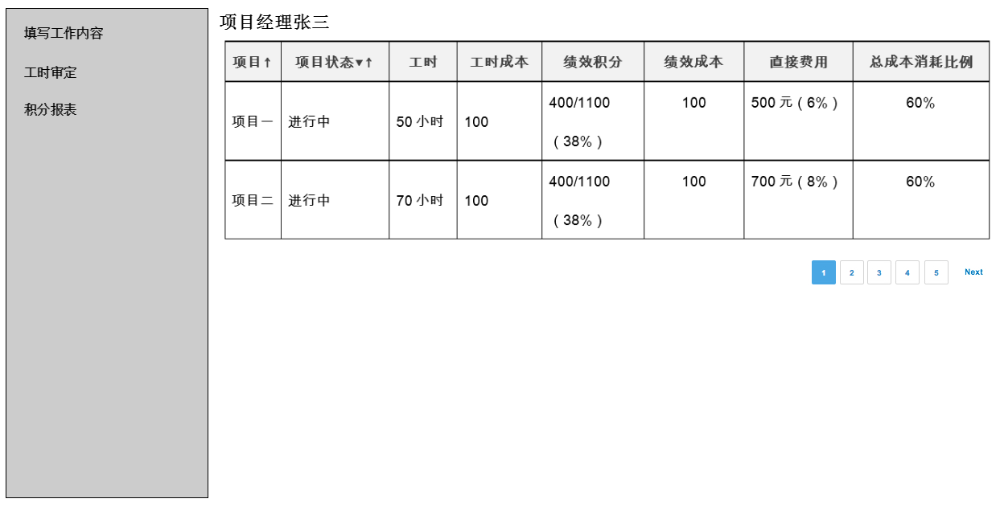 填写工作内容
工时审定
积分报表
项目经理张三
项目↑ 项目状态▼↑ 工时 工时成本 绩效积分 绩效成本 直接费用 总成本消耗比例
项目一 进行中 50 小时 100 400/1100 100 500 元（6%） 60%
（38%）
项目二 进行中 70 小时 100 400/1100 100 700 元（8%） 60%
（38%）
1 2 3 4 5 Next